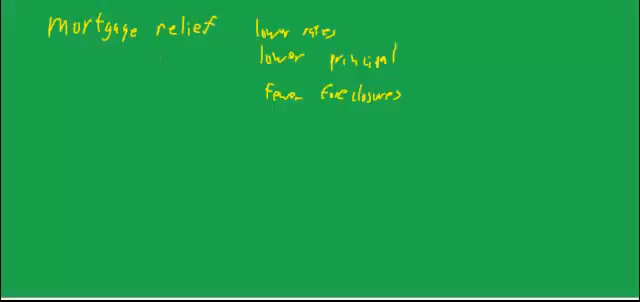 Mortgage relief lower rates
lower principal
Fewer foreclosures